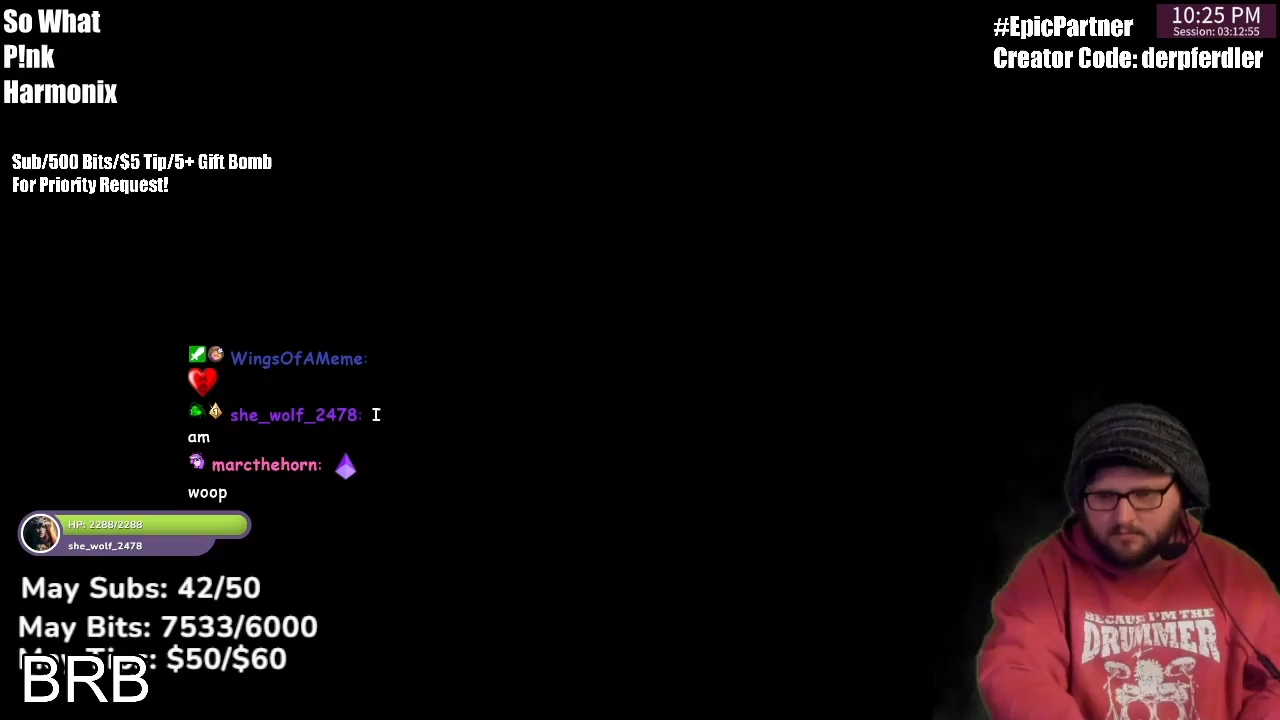 So What
P!nk
Harmonix
#EpicPartner
Creator Code: derpferdler
10:25 PM
Session: 03:12:55
Sub/500 Bits/$5 Tip/5+ Gift Bomb
For Priority Request!
WingsOfAMeme:
she_wolf_2478: I
am
marcthehorn:
woop
HP: 2288/2288
she_wolf_2478
May Subs: 42/50
May Bits: 7533/6000
May Tips: $50/$60
BRB
BECAUSE I'M THE
DRUMMER